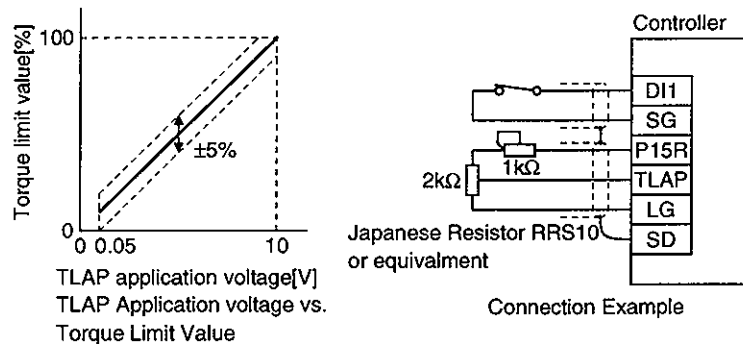 Torque limit value[%]
100
±5%
0
0 0.05
10
TLAP application voltage[V]
TLAP Application voltage vs.
Torque Limit Value
Controller
DI1
SG
P15R
TLAP
LG
SD
1kΩ
2kΩ
Japanese Resistor RRS10
or equivalment
Connection Example